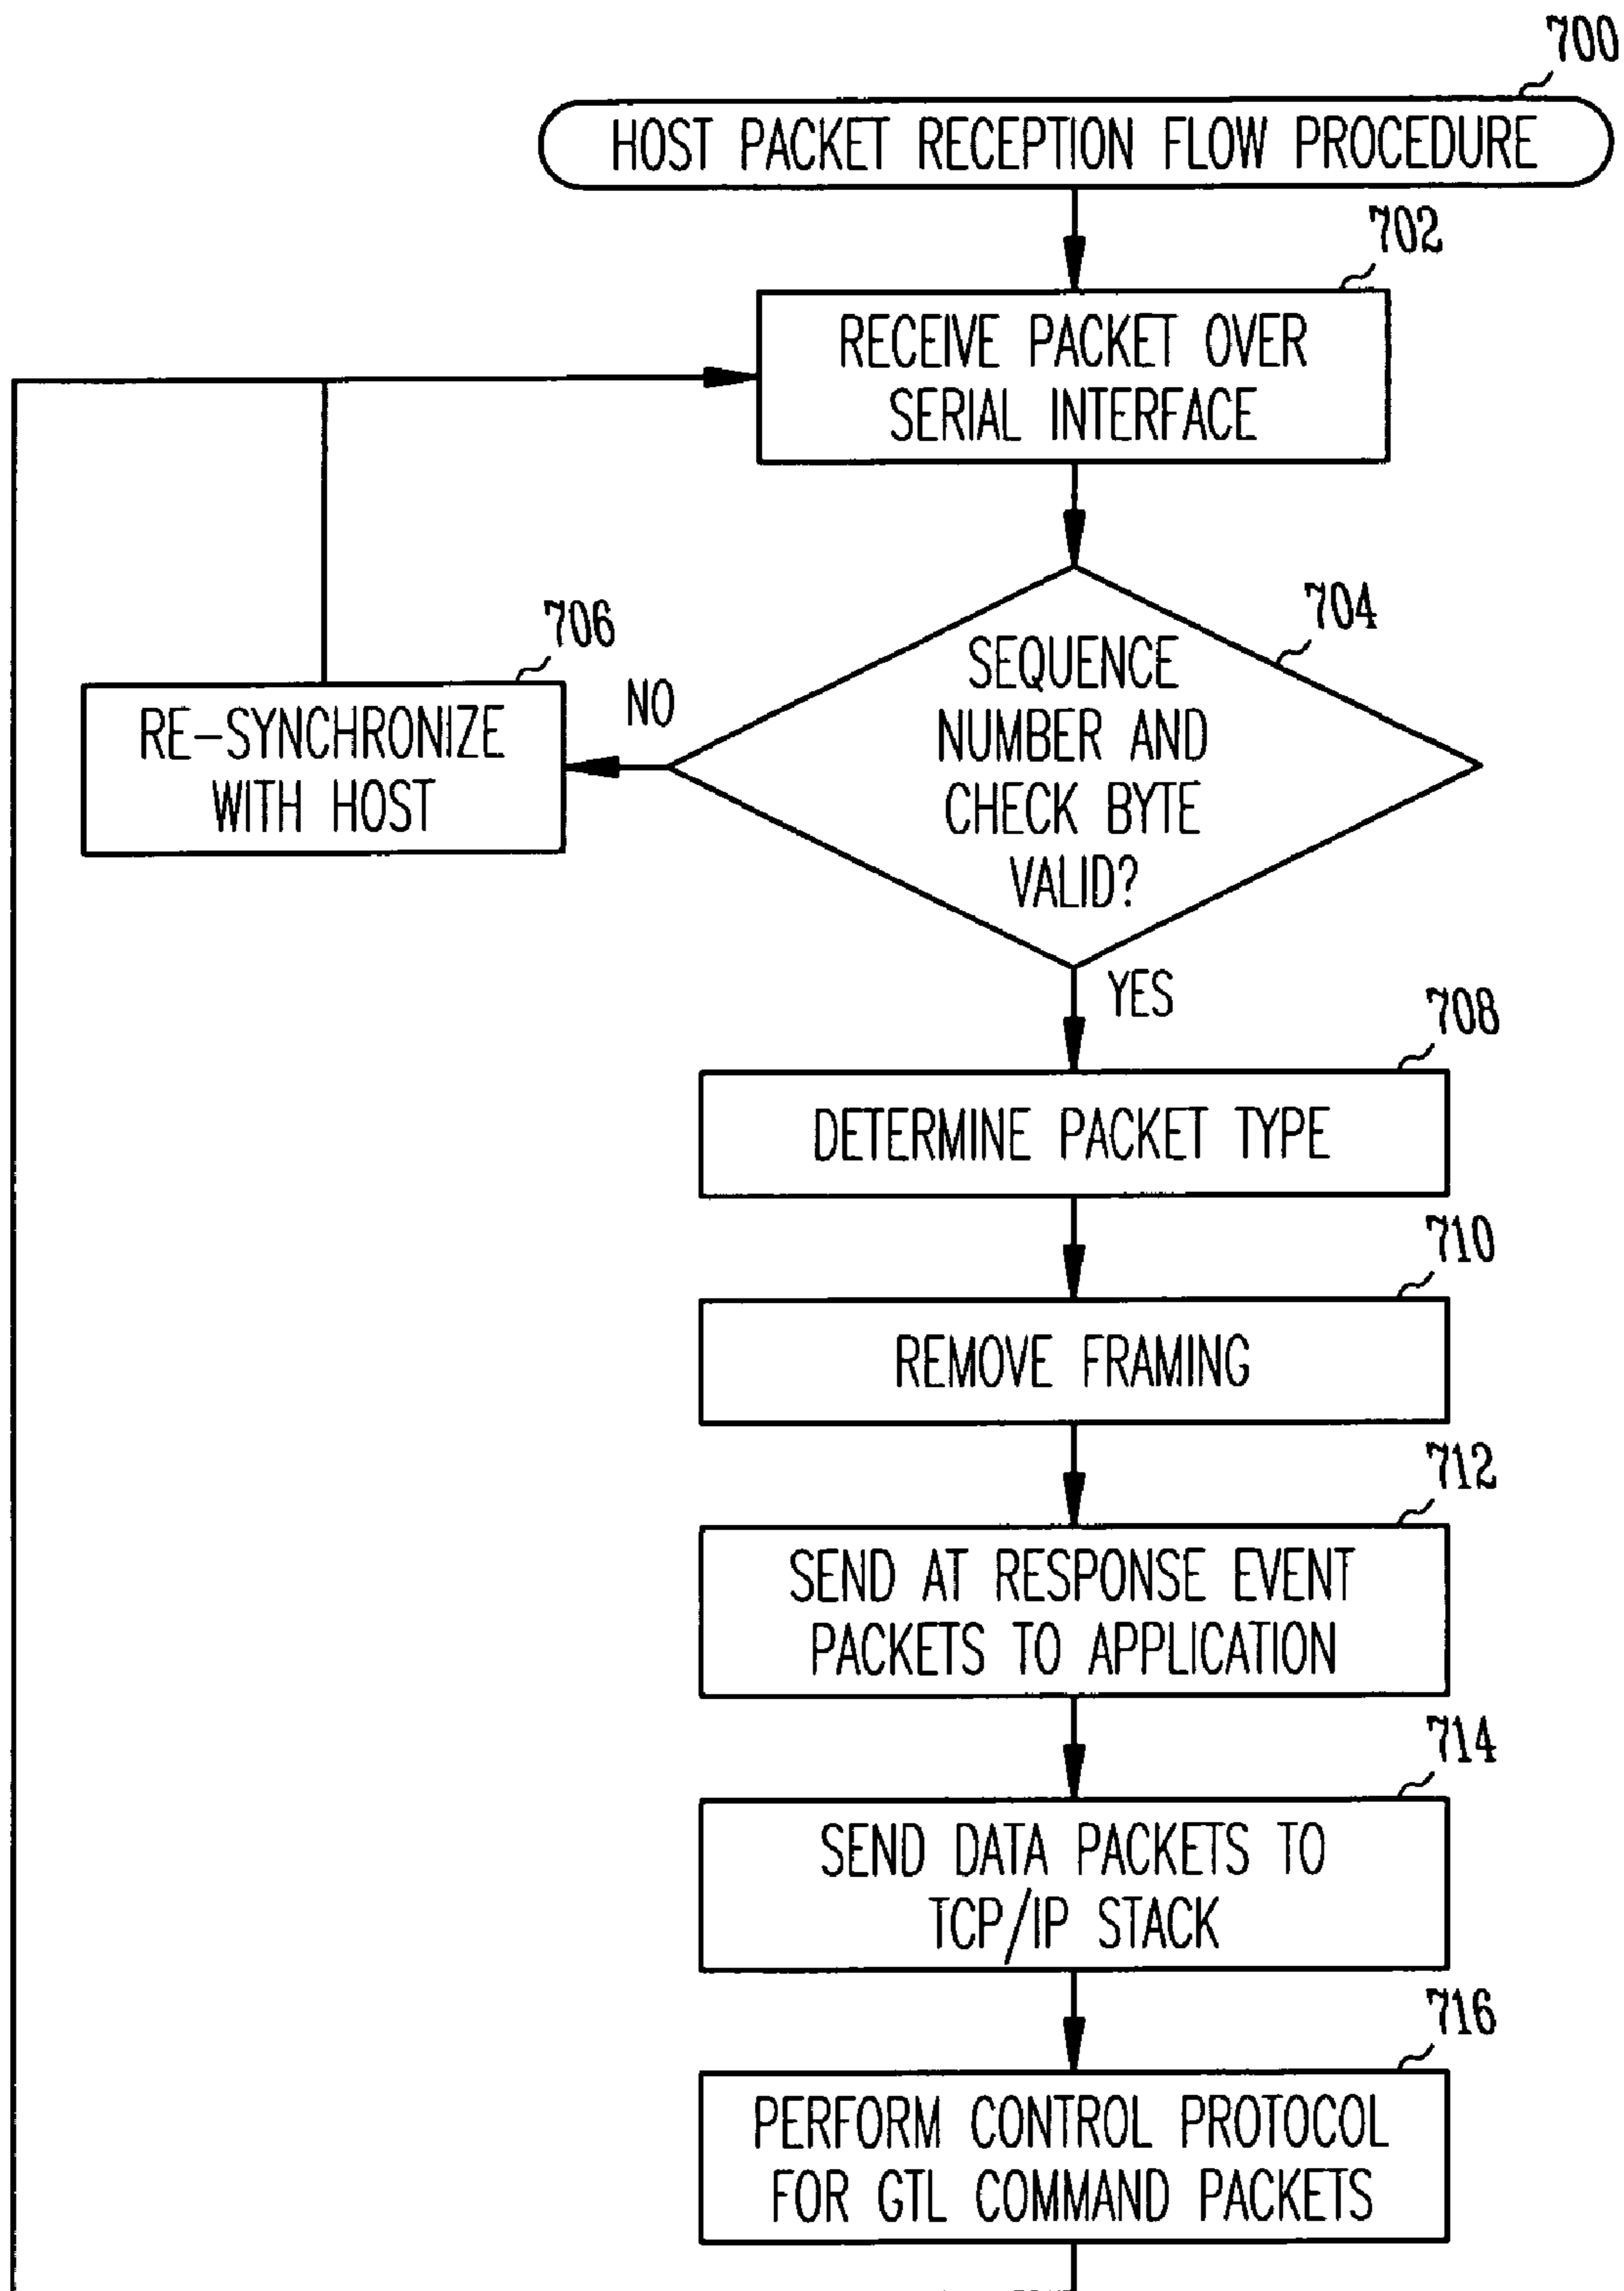 700
HOST PACKET RECEPTION FLOW PROCEDURE
702
RECEIVE PACKET OVER
SERIAL INTERFACE
704
SEQUENCE
NUMBER AND
CHECK BYTE
VALID?
706
NO
RE-SYNCHRONIZE
WITH HOST
YES
708
DETERMINE PACKET TYPE
710
REMOVE FRAMING
712
SEND AT RESPONSE EVENT
PACKETS TO APPLICATION
714
SEND DATA PACKETS TO
TCP/IP STACK
716
PERFORM CONTROL PROTOCOL
FOR GTL COMMAND PACKETS